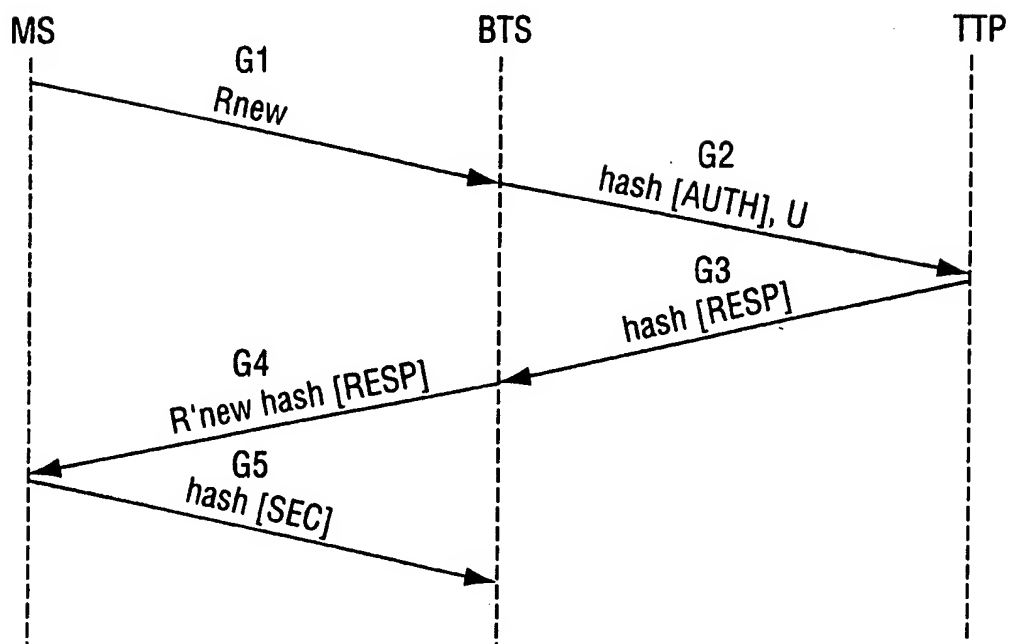 MS
BTS
TTP
G1
Rnew
G2
hash [AUTH], U
G3
hash [RESP]
G4
R'new hash [RESP]
G5
hash [SEC]